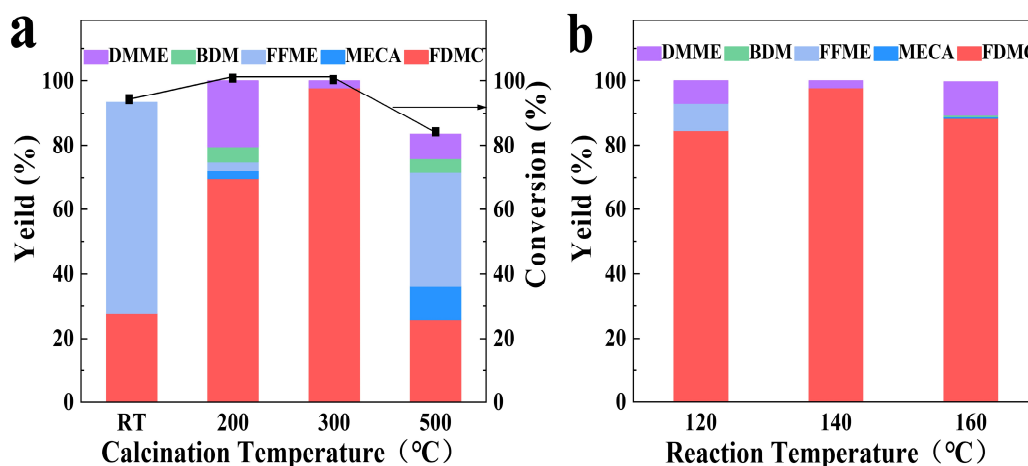 a
DMME BDM FFME MECA FDMC
100
80
60
40
20
0
Yeild (%)
100
80
60
40
20
0
Conversion (%)
RT 200 300 500
Calcination Temperature（°C）
b
DMME BDM FFME MECA FDMC
100
80
60
40
20
0
Yeild (%)
120 140 160
Reaction Temperature（°C）